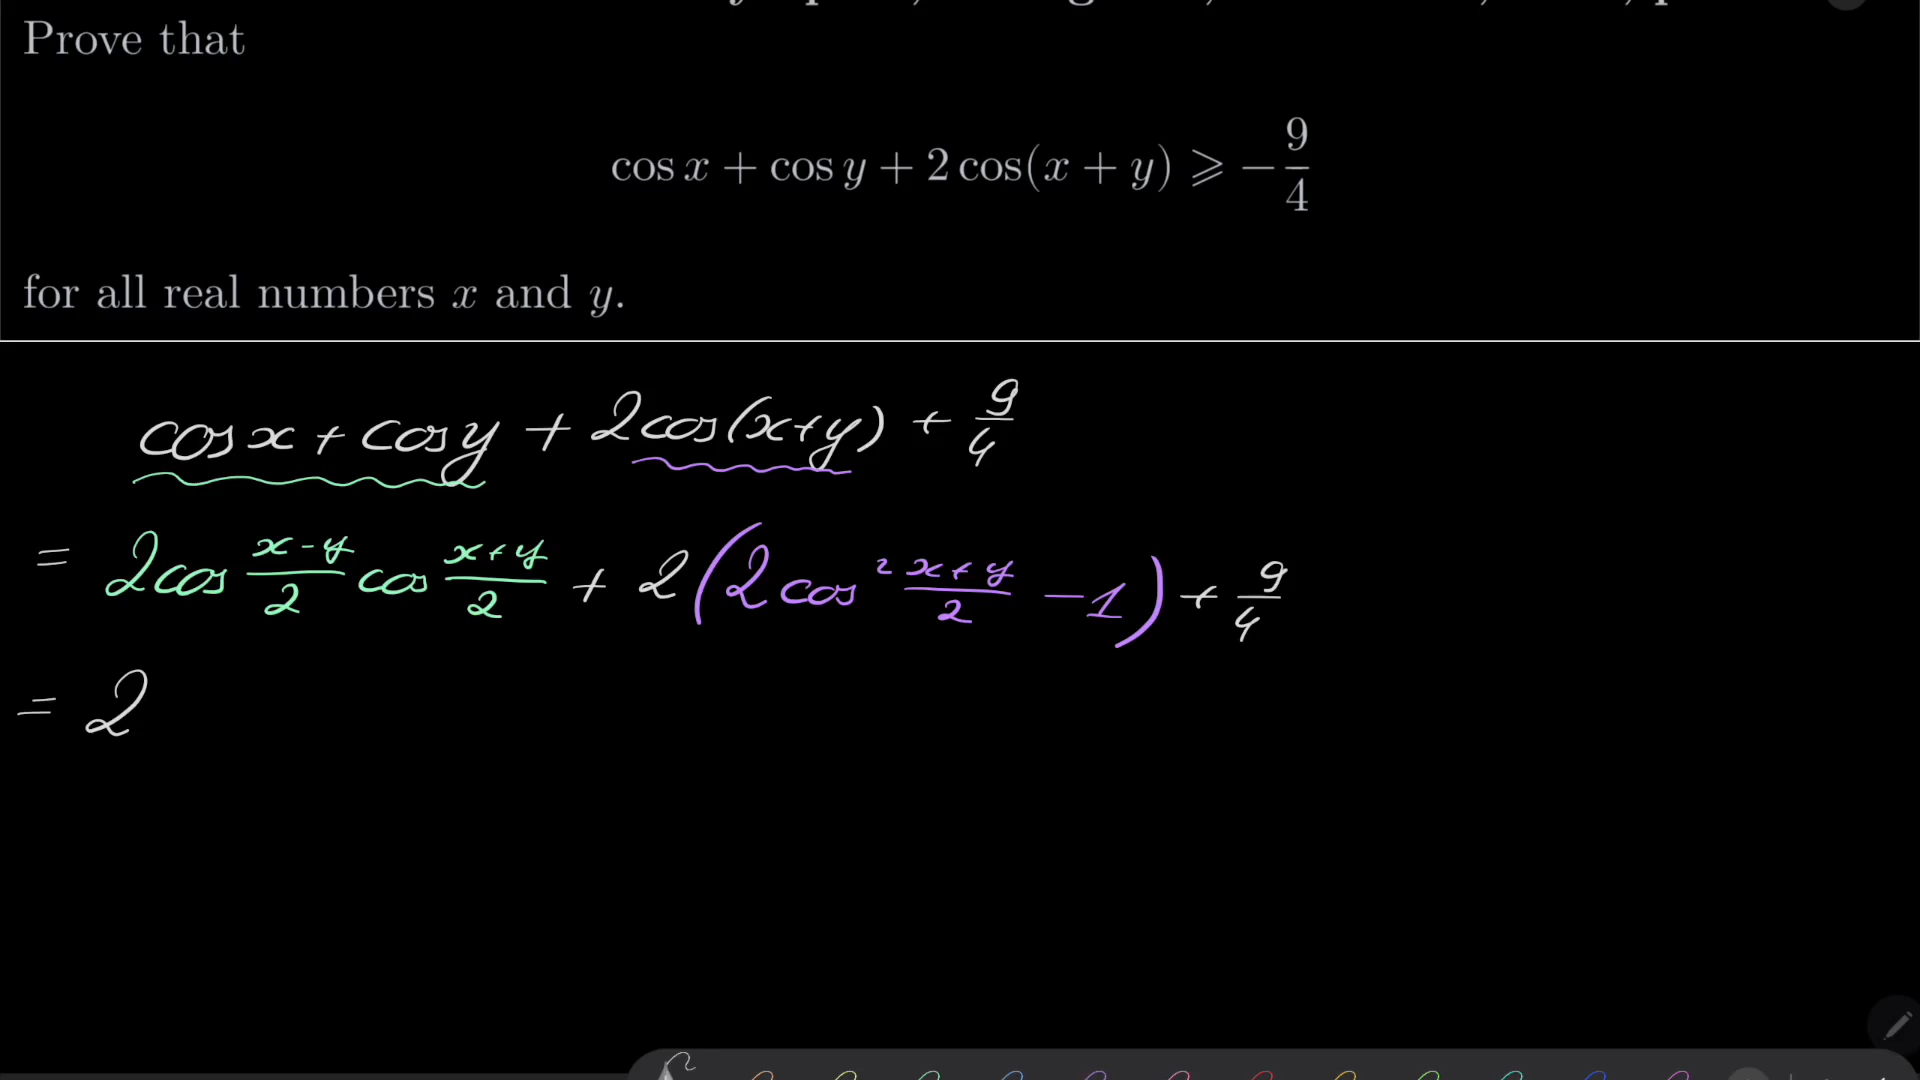 Prove that
cos x + cos y + 2 cos(x + y) ⩾ −9/4
for all real numbers x and y.
cos x + cos y + 2cos(x+y) + 9/4
= 2cos (x-y)/2 cos (x+y)/2 + 2(2cos² (x+y)/2 - 1) + 9/4
= 2